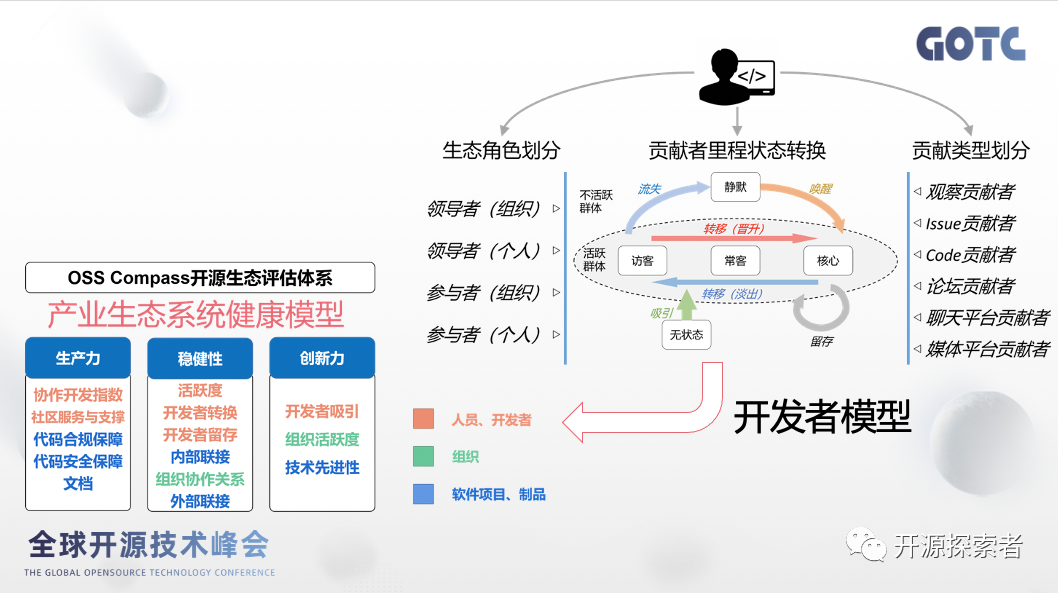 GOTC
</>
生态角色划分
贡献者里程状态转换
贡献类型划分
领导者（组织）
领导者（个人）
参与者（组织）
参与者（个人）
不活跃
群体
流失
静默
唤醒
转移（晋升）
活跃
群体
访客
常客
核心
转移（淡出）
吸引
无状态
留存
观察贡献者
Issue贡献者
Code贡献者
论坛贡献者
聊天平台贡献者
媒体平台贡献者
OSS Compass开源生态评估体系
产业生态系统健康模型
生产力
协作开发指数
社区服务与支撑
代码合规保障
代码安全保障
文档
稳健性
活跃度
开发者转换
开发者留存
内部联接
组织协作关系
外部联接
创新力
开发者吸引
组织活跃度
技术先进性
人员、开发者
组织
软件项目、制品
开发者模型
全球开源技术峰会
THE GLOBAL OPENSOURCE TECHNOLOGY CONFERENCE
开源探索者